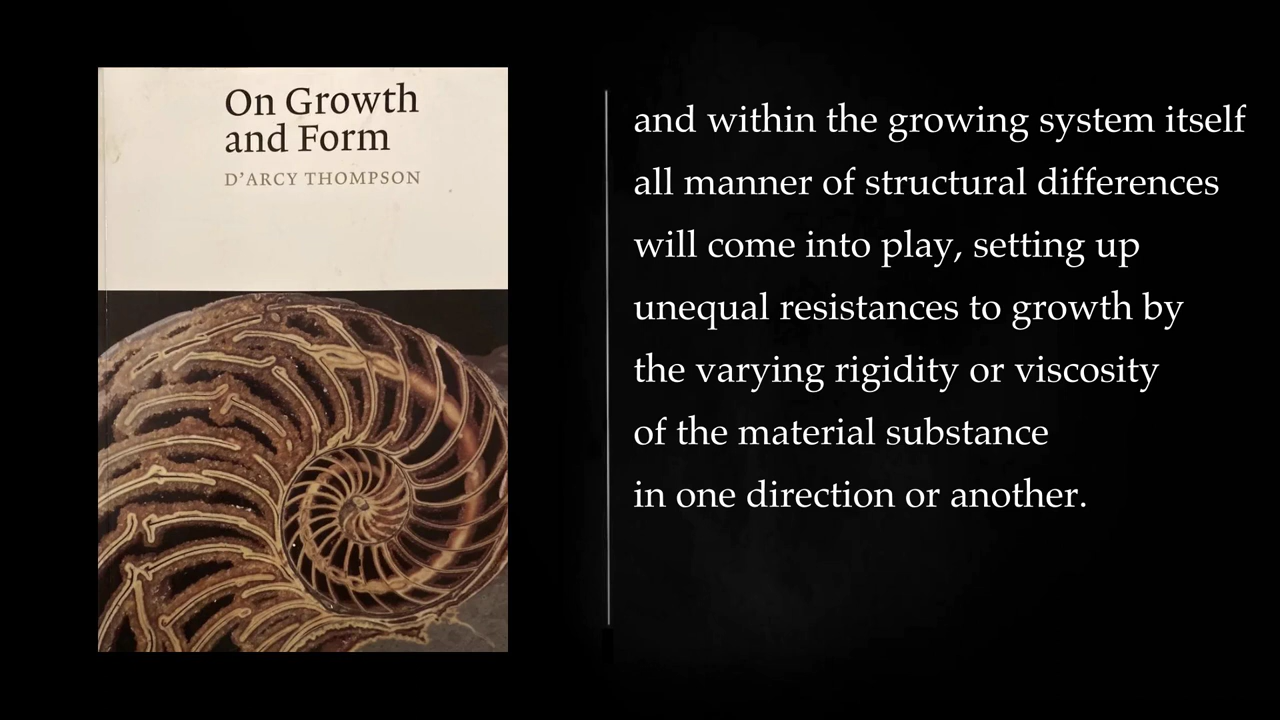 On Growth
and Form
D'ARCY THOMPSON
and within the growing system itself
all manner of structural differences
will come into play, setting up
unequal resistances to growth by
the varying rigidity or viscosity
of the material substance
in one direction or another.